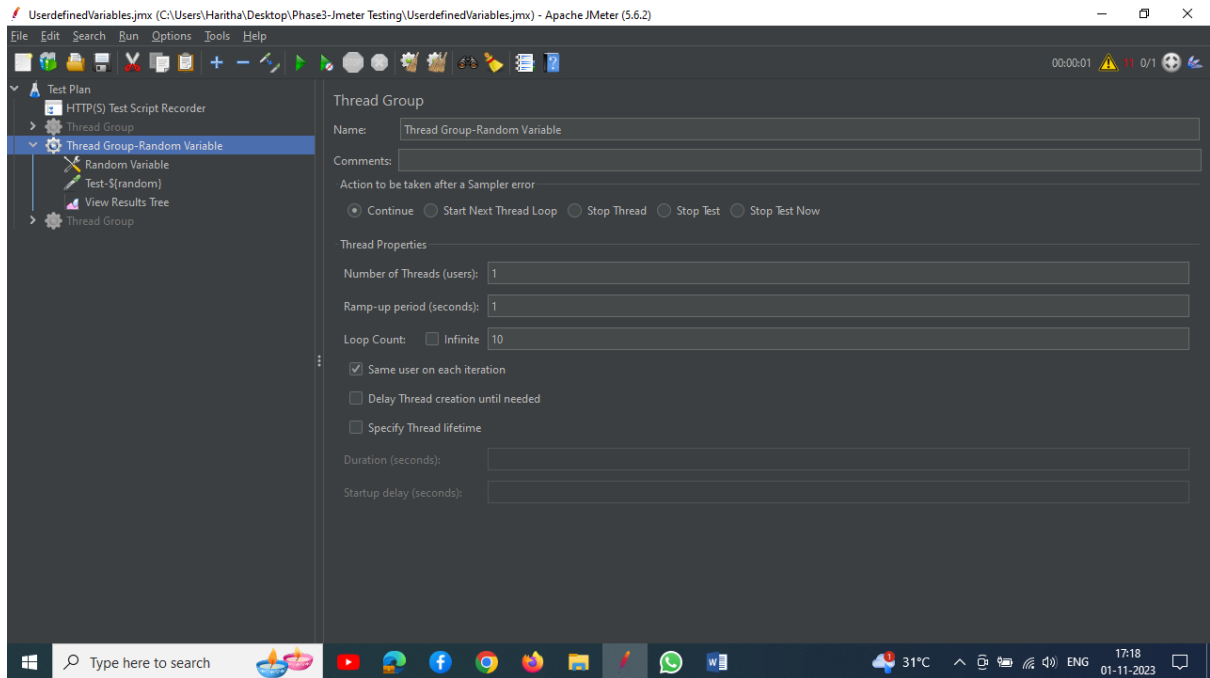 UserdefinedVariables.jmx (C:\Users\Haritha\Desktop\Phase3-Jmeter Testing\UserdefinedVariables.jmx) - Apache JMeter (5.6.2)
File Edit Search Run Options Tools Help
00:00:01 11 0/1
Test Plan
HTTP(S) Test Script Recorder
Thread Group
Thread Group-Random Variable
Random Variable
Test-${random}
View Results Tree
Thread Group
Thread Group
Name: Thread Group-Random Variable
Comments:
Action to be taken after a Sampler error
Continue Start Next Thread Loop Stop Thread Stop Test Stop Test Now
Thread Properties
Number of Threads (users): 1
Ramp-up period (seconds): 1
Loop Count: Infinite 10
Same user on each iteration
Delay Thread creation until needed
Specify Thread lifetime
Duration (seconds):
Startup delay (seconds):
Type here to search
1
31°C
ENG
17:18
01-11-2023